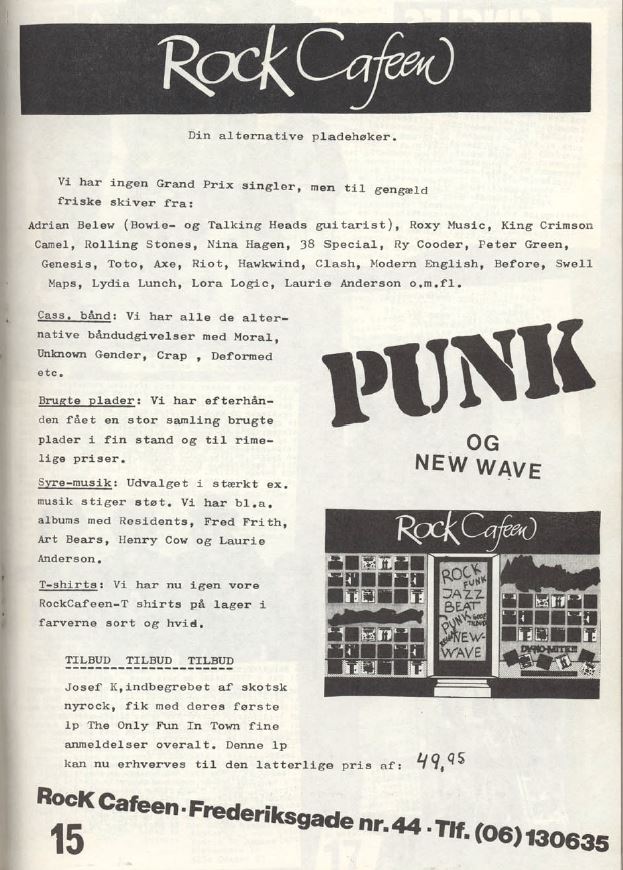 Rock Cafeen
Din alternative pladehøker.
Vi har ingen Grand Prix singler, men til gengæld
friske skiver fra:
Adrian Belew (Bowie- og Talking Heads guitarist), Roxy Music, King Crimson
Camel, Rolling Stones, Nina Hagen, 38 Special, Ry Cooder, Peter Green,
Genesis, Toto, Axe, Riot, Hawkwind, Clash, Modern English, Before, Swell
Maps, Lydia Lunch, Lora Logic, Laurie Anderson o.m.fl.
Cass. bånd: Vi har alle de alter-
native båndudgivelser med Moral,
Unknown Gender, Crap , Deformed
etc.
Brugte plader: Vi har efterhån-
den fået en stor samling brugte
plader i fin stand og til rime-
lige priser.
Syre-musik: Udvalget i stærkt ex.
musik stiger støt. Vi har bl.a.
albums med Residents, Fred Frith,
Art Bears, Henry Cow og Laurie
Anderson.
T-shirts: Vi har nu igen vore
RockCafeen-T shirts på lager i
farverne sort og hvid.
TILBUD TILBUD TILBUD
Josef K,indbegrebet af skotsk
nyrock, fik med deres første
lp The Only Fun In Town fine
anmeldelser overalt. Denne lp
kan nu erhverves til den latterlige pris af: 49,95
PUNK
OG
NEW WAVE
Rock Cafeen
ROCK
FUNK
JAZZ
BEAT
PUNK
NEW-
WAVE
RocK Cafeen · Frederiksgade nr. 44 · Tlf. (06) 130635
15